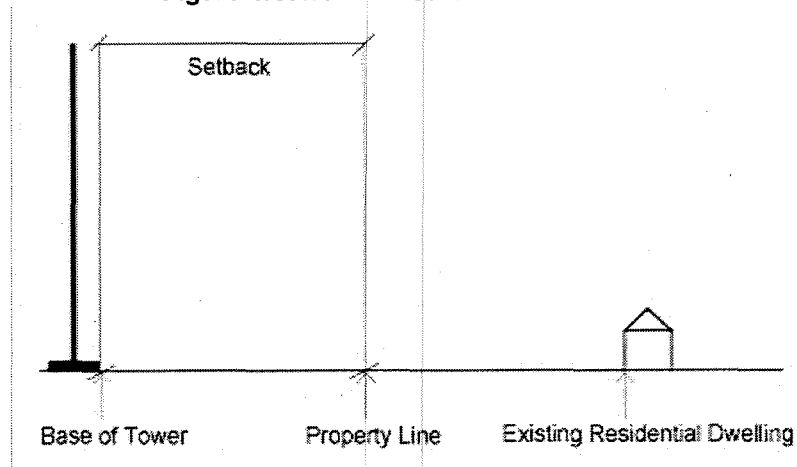 Setback
Base of Tower
Property Line
Existing Residential Dwelling